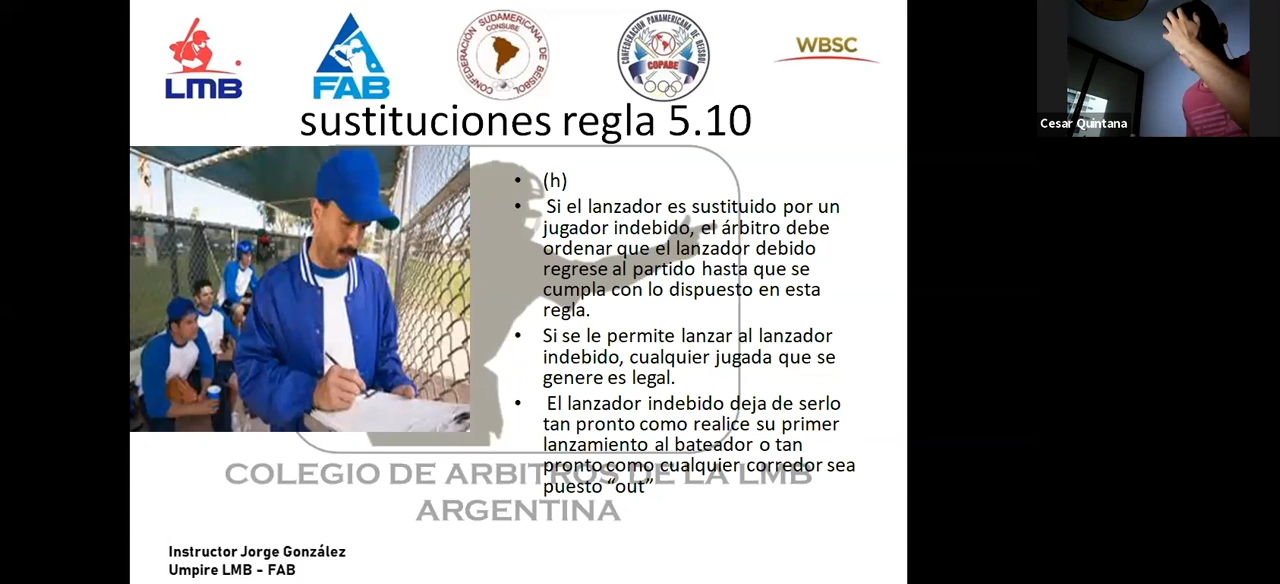 LMB
FAB
CONFEDERACIÓN SUDAMERICANA DE BEISBOL
CONSUBE
CONFEDERACION PANAMERICANA DE BEISBOL
COPABE
WBSC
Cesar Quintana
sustituciones regla 5.10
• (h)
• Si el lanzador es sustituido por un
jugador indebido, el árbitro debe
ordenar que el lanzador debido
regrese al partido hasta que se
cumpla con lo dispuesto en esta
regla.
• Si se le permite lanzar al lanzador
indebido, cualquier jugada que se
genere es legal.
• El lanzador indebido deja de serlo
tan pronto como realice su primer
lanzamiento al bateador o tan
pronto como cualquier corredor sea
puesto “out”
COLEGIO DE ARBITROS DE LA LMB
ARGENTINA
Instructor Jorge González
Umpire LMB - FAB